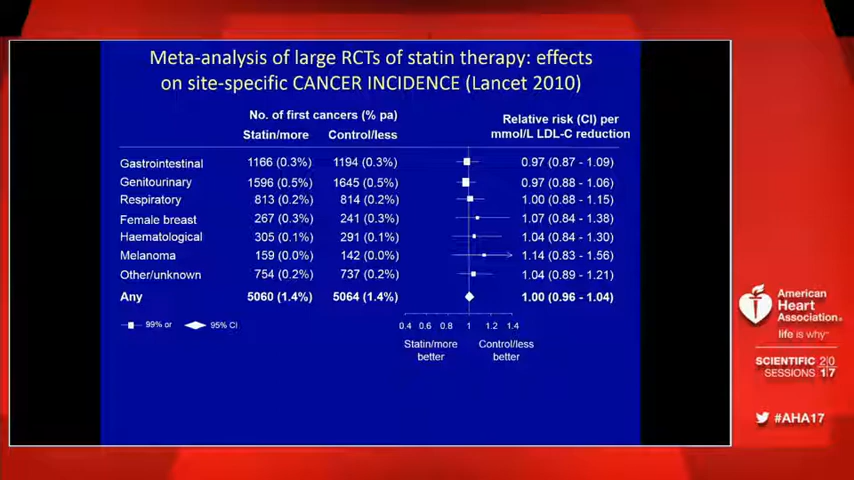 Meta-analysis of large RCTs of statin therapy: effects
on site-specific CANCER INCIDENCE (Lancet 2010)
No. of first cancers (% pa)
Statin/more Control/less
Relative risk (CI) per
mmol/L LDL-C reduction
Gastrointestinal 1166 (0.3%) 1194 (0.3%) 0.97 (0.87 - 1.09)
Genitourinary 1596 (0.5%) 1645 (0.5%) 0.97 (0.88 - 1.06)
Respiratory 813 (0.2%) 814 (0.2%) 1.00 (0.88 - 1.15)
Female breast 267 (0.3%) 241 (0.3%) 1.07 (0.84 - 1.38)
Haematological 305 (0.1%) 291 (0.1%) 1.04 (0.84 - 1.30)
Melanoma 159 (0.0%) 142 (0.0%) 1.14 (0.83 - 1.56)
Other/unknown 754 (0.2%) 737 (0.2%) 1.04 (0.89 - 1.21)
Any 5060 (1.4%) 5064 (1.4%) 1.00 (0.96 - 1.04)
99% or 95% CI
0.4 0.6 0.8 1 1.2 1.4
Statin/more
better
Control/less
better
American
Heart
Association®
life is why™
SCIENTIFIC
SESSIONS
20
17
#AHA17